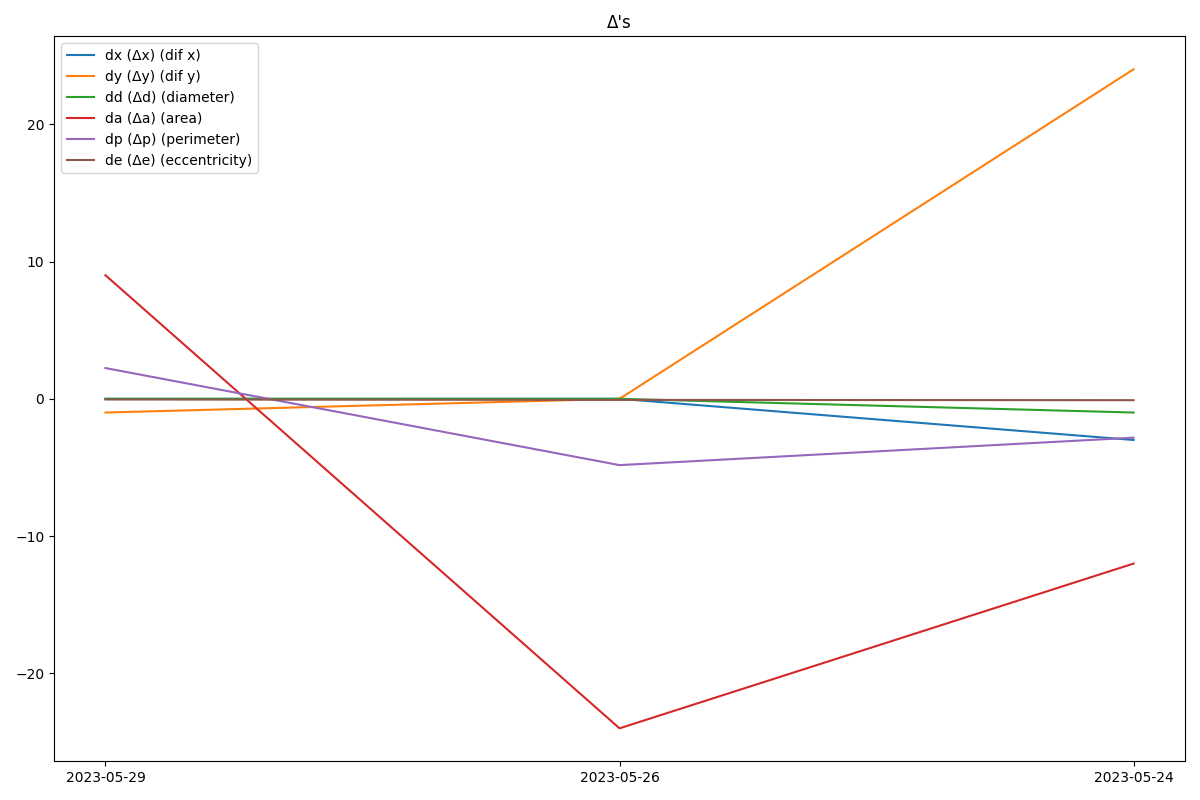 Δ's
dx (Δx) (dif x)
dy (Δy) (dif y)
dd (Δd) (diameter)
da (Δa) (area)
dp (Δp) (perimeter)
de (Δe) (eccentricity)
20
10
0
−10
−20
2023-05-29 2023-05-26 2023-05-24